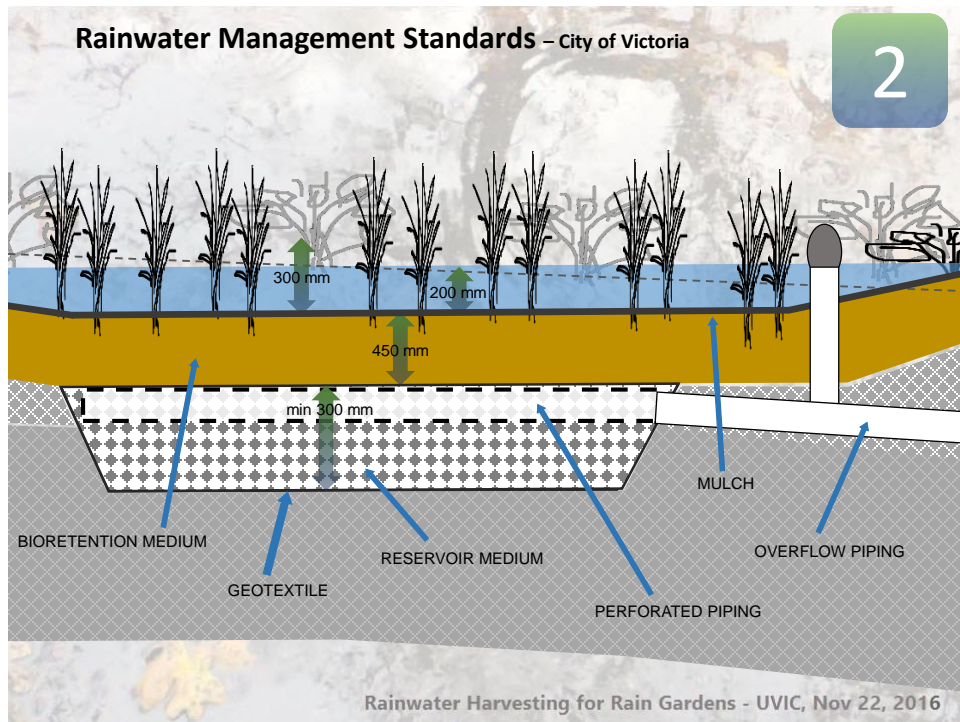 Rainwater Management Standards – City of Victoria
2
300 mm
200 mm
450 mm
min 300 mm
MULCH
BIORETENTION MEDIUM
RESERVOIR MEDIUM
OVERFLOW PIPING
GEOTEXTILE
PERFORATED PIPING
Rainwater Harvesting for Rain Gardens - UVIC, Nov 22, 2016